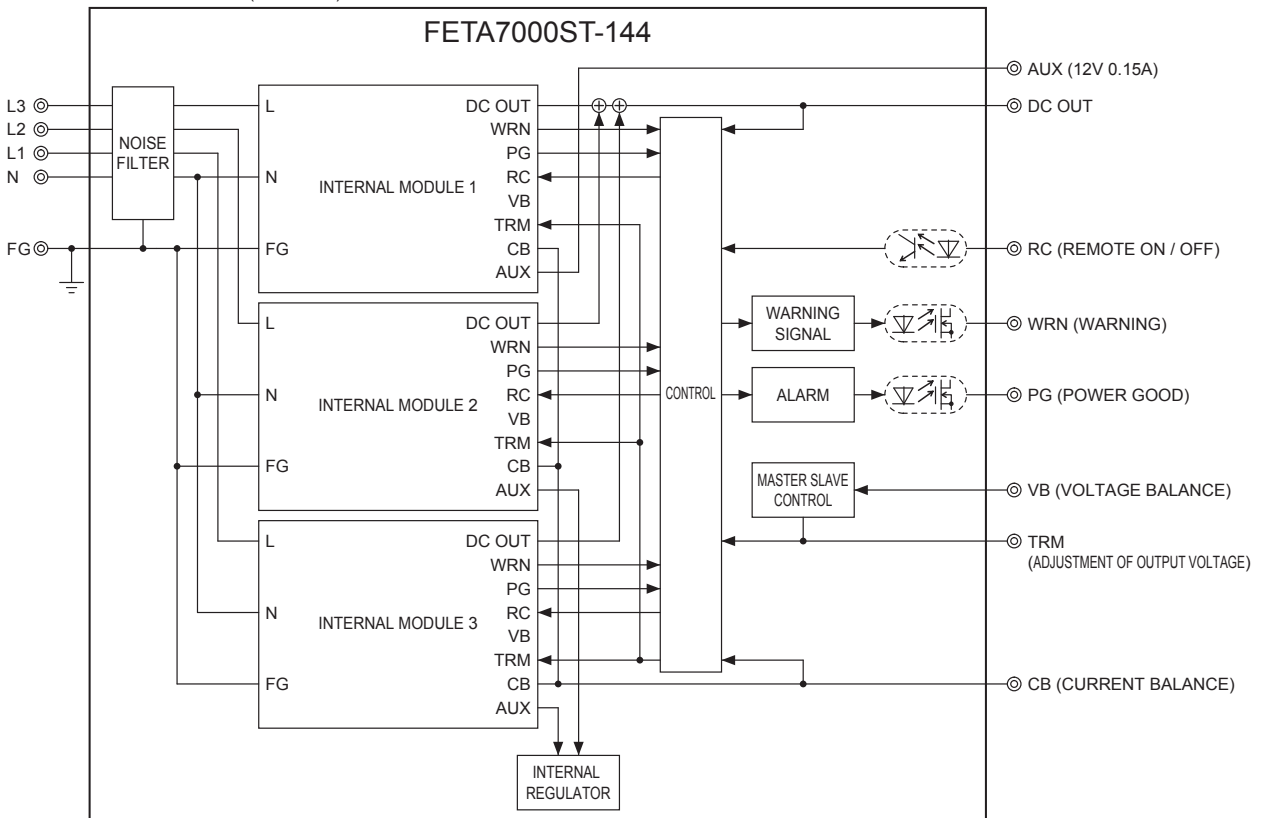 FETA7000ST-144
AUX (12V 0.15A)
L3
L2
L1
N
FG
NOISE
FILTER
L
N
FG
INTERNAL MODULE 1
DC OUT
WRN
PG
RC
VB
TRM
CB
AUX
DC OUT
RC (REMOTE ON / OFF)
L
N
FG
INTERNAL MODULE 2
DC OUT
WRN
PG
RC
VB
TRM
CB
AUX
CONTROL
WARNING
SIGNAL
WRN (WARNING)
ALARM
PG (POWER GOOD)
MASTER SLAVE
CONTROL
VB (VOLTAGE BALANCE)
TRM
(ADJUSTMENT OF OUTPUT VOLTAGE)
L
N
FG
INTERNAL MODULE 3
DC OUT
WRN
PG
RC
VB
TRM
CB
AUX
CB (CURRENT BALANCE)
INTERNAL
REGULATOR